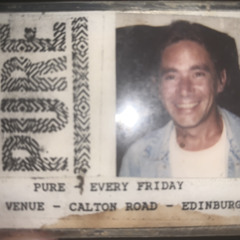 PURE
PURE EVERY FRIDAY
VENUE - CALTON ROAD - EDINBURG